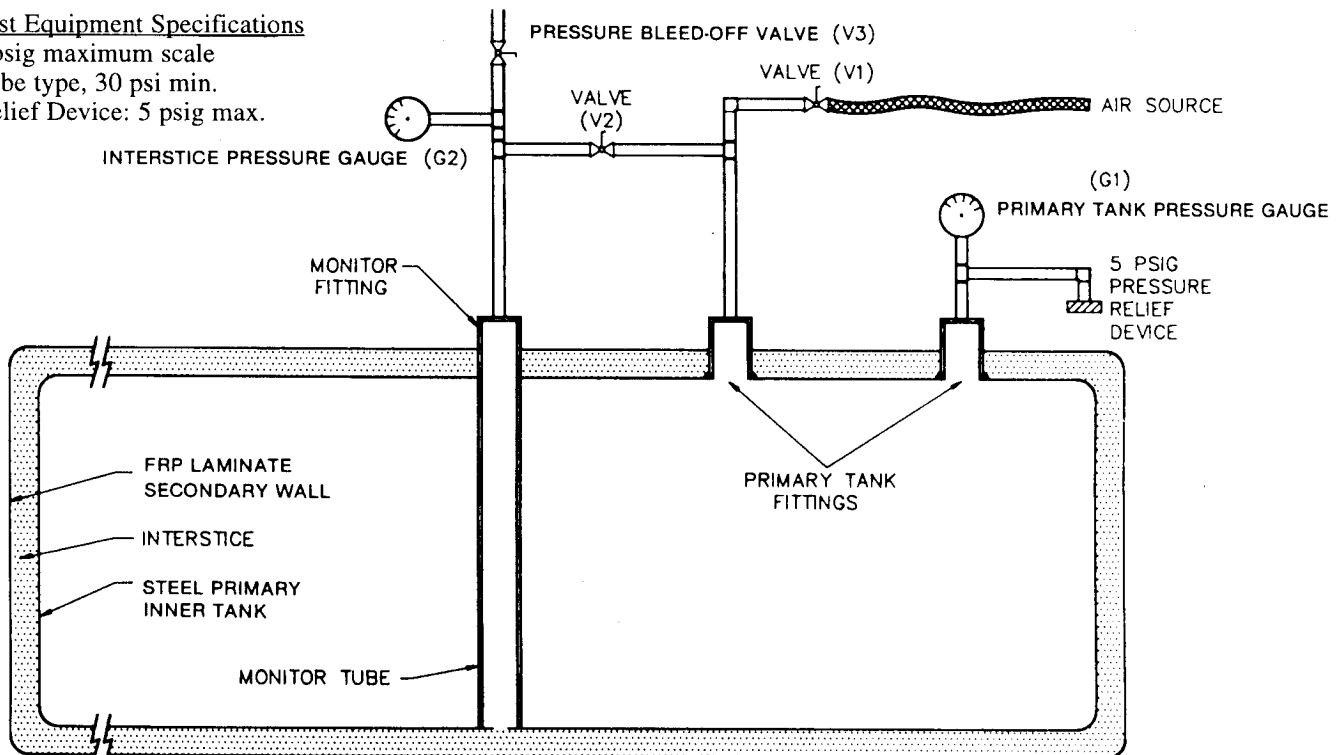 st Equipment Specifications
psig maximum scale
be type, 30 psi min.
elief Device: 5 psig max.
PRESSURE BLEED-OFF VALVE (V3)
VALVE (V1)
VALVE
(V2)
AIR SOURCE
INTERSTICE PRESSURE GAUGE (G2)
(G1)
PRIMARY TANK PRESSURE GAUGE
MONITOR
FITTING
5 PSIG
PRESSURE
RELIEF
DEVICE
FRP LAMINATE
SECONDARY WALL
PRIMARY TANK
FITTINGS
INTERSTICE
STEEL PRIMARY
INNER TANK
MONITOR TUBE